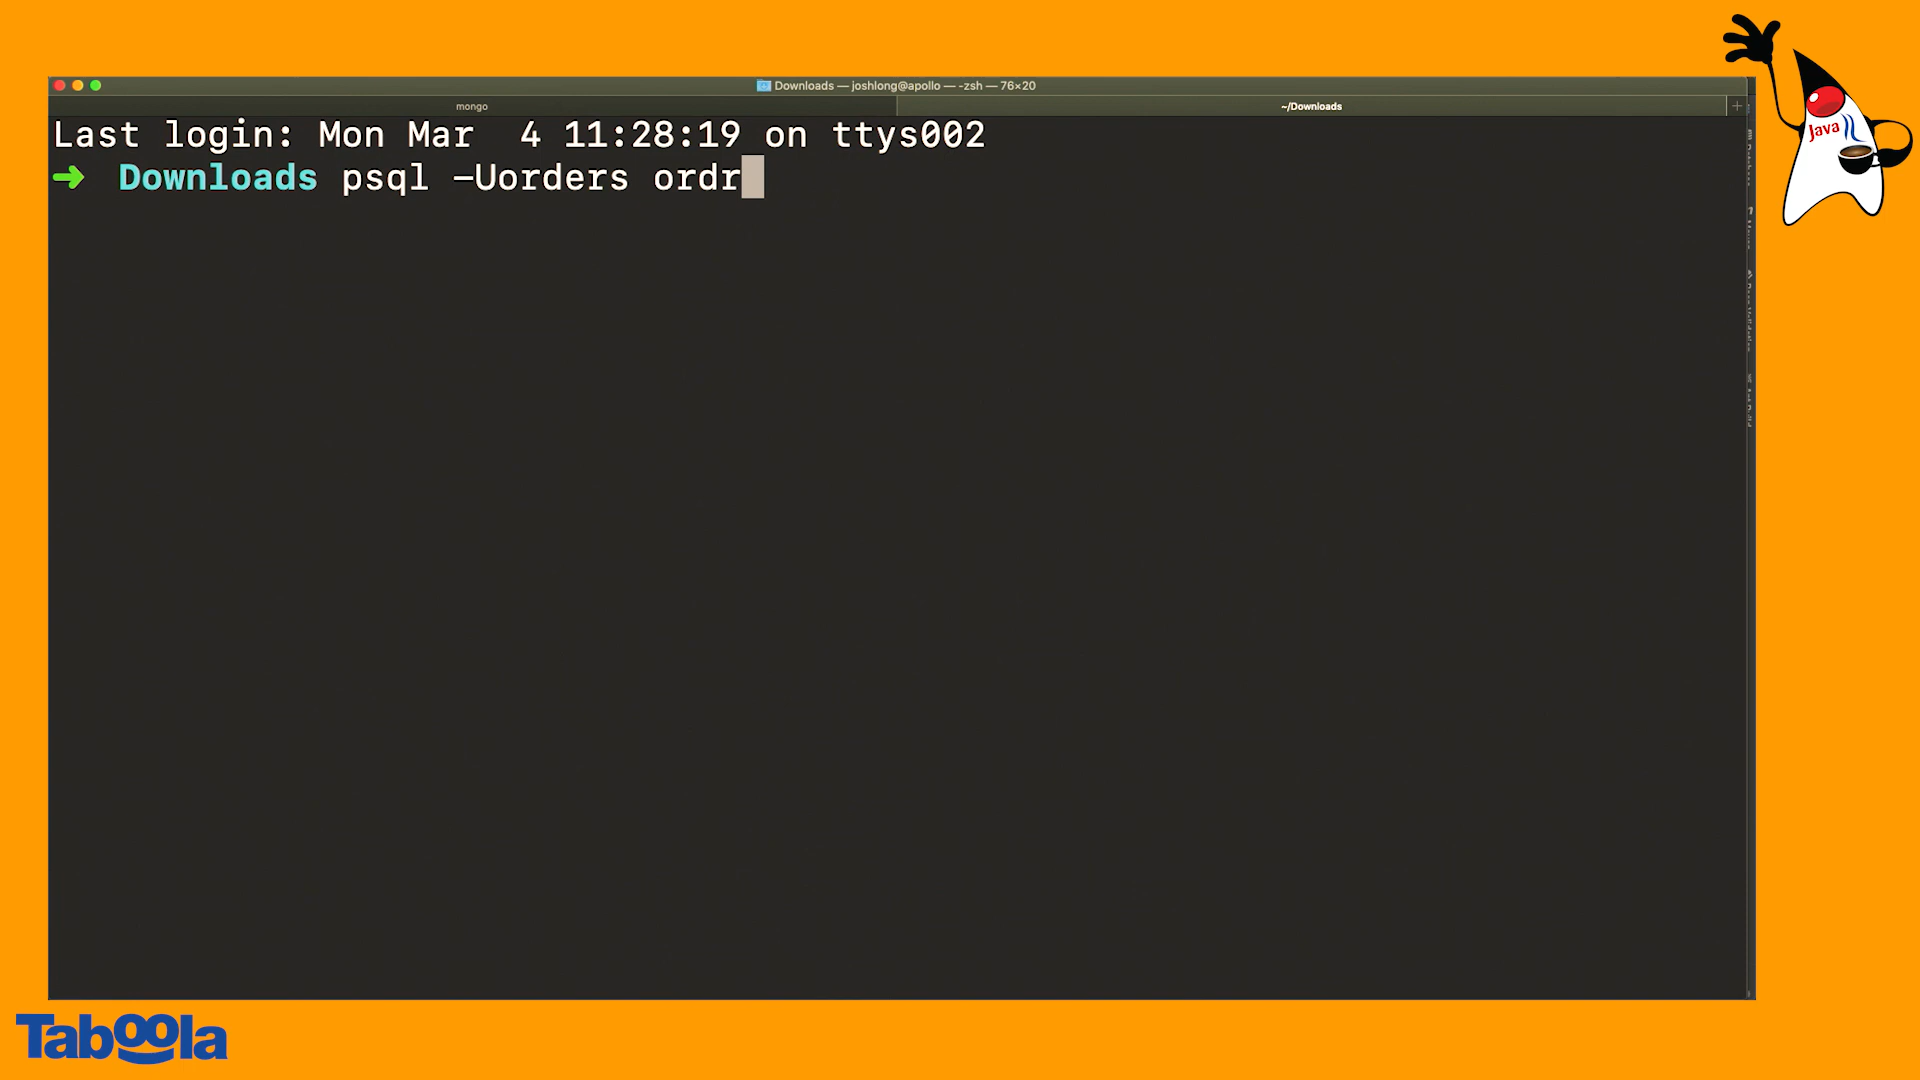 Downloads — joshlong@apollo — -zsh — 76×20
mongo
~/Downloads
+
Last login: Mon Mar  4 11:28:19 on ttys002
➜  Downloads psql -Uorders ordr
Java
Taboola